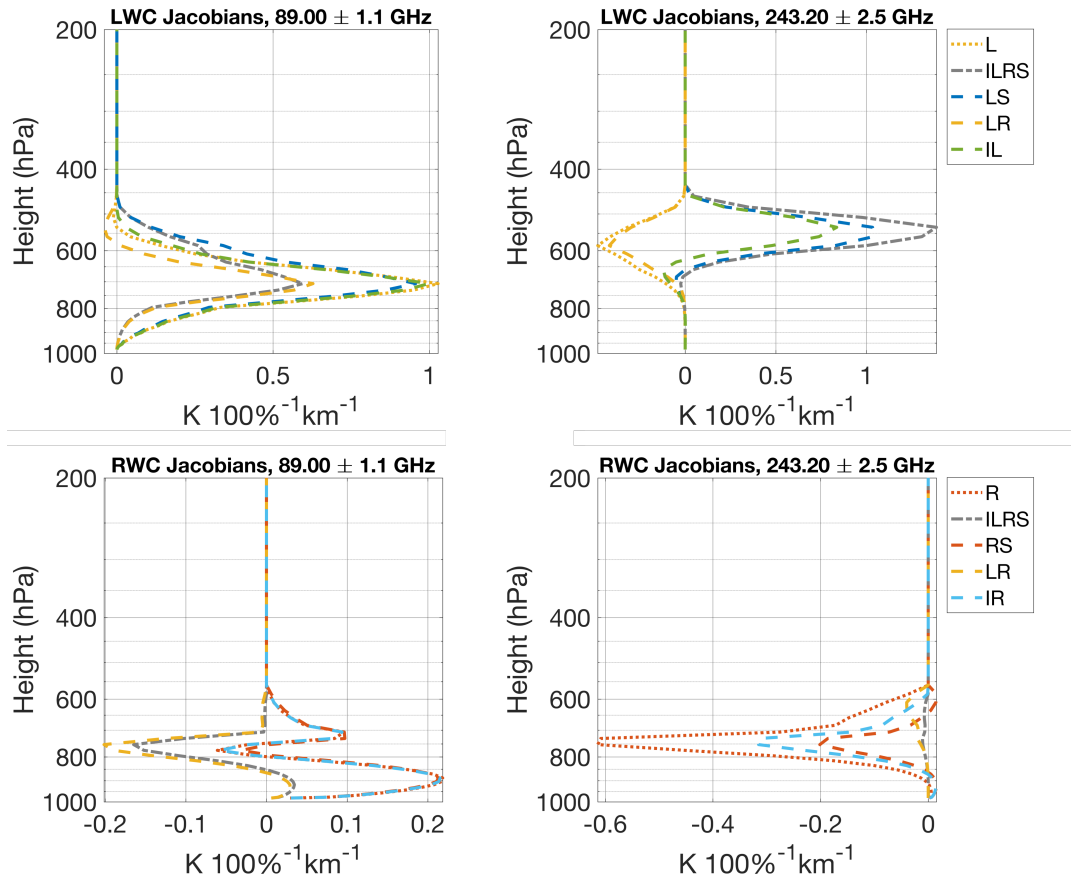 LWC Jacobians, 89.00 ± 1.1 GHz
200
400
600
800
1000
Height (hPa)
0
0.5
1
K 100%⁻¹km⁻¹
LWC Jacobians, 243.20 ± 2.5 GHz
200
400
600
800
1000
Height (hPa)
0
0.5
1
K 100%⁻¹km⁻¹
L
ILRS
LS
LR
IL
RWC Jacobians, 89.00 ± 1.1 GHz
200
400
600
800
1000
Height (hPa)
-0.2
-0.1
0
0.1
0.2
K 100%⁻¹km⁻¹
RWC Jacobians, 243.20 ± 2.5 GHz
200
400
600
800
1000
Height (hPa)
-0.6
-0.4
-0.2
0
K 100%⁻¹km⁻¹
R
ILRS
RS
LR
IR